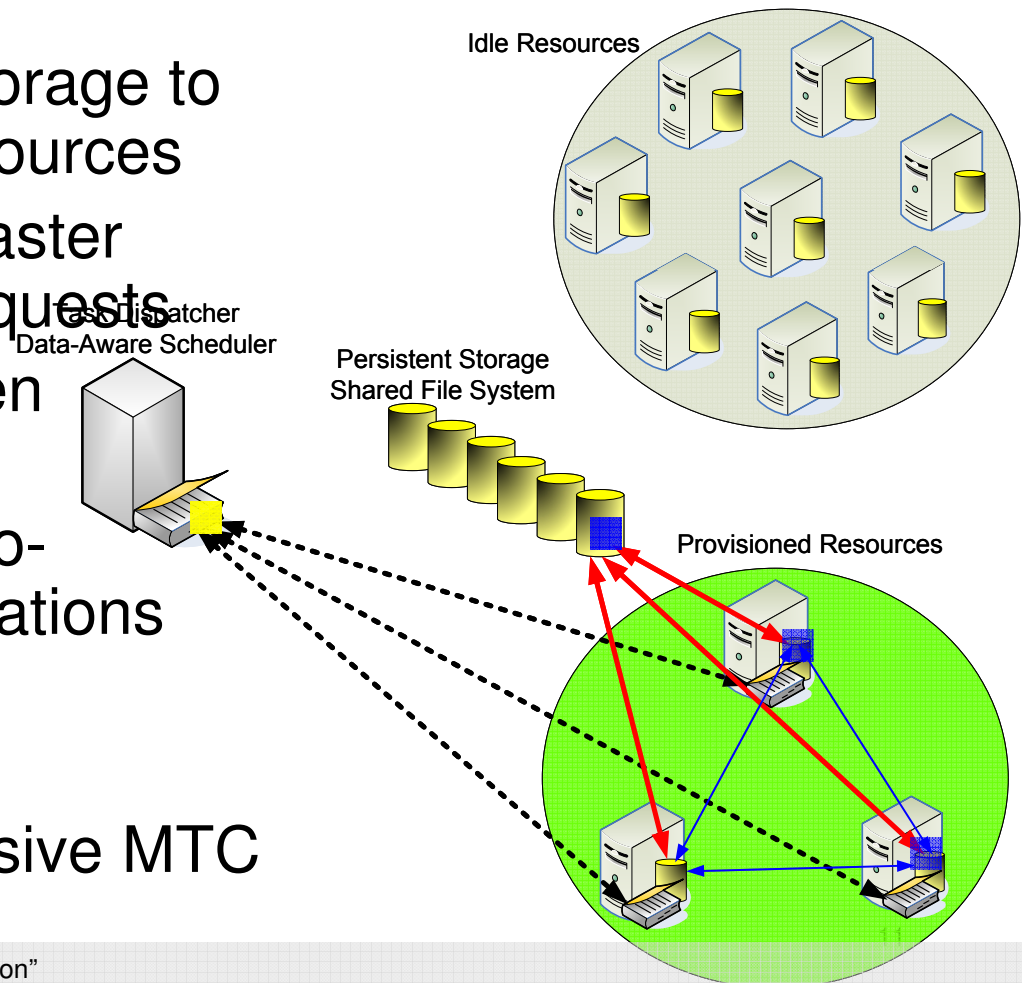 orage to
ources
aster
quests
en
o-
ations
sive MTC
Idle Resources
Task Dispatcher
Data-Aware Scheduler
Persistent Storage
Shared File System
Provisioned Resources
11
on”